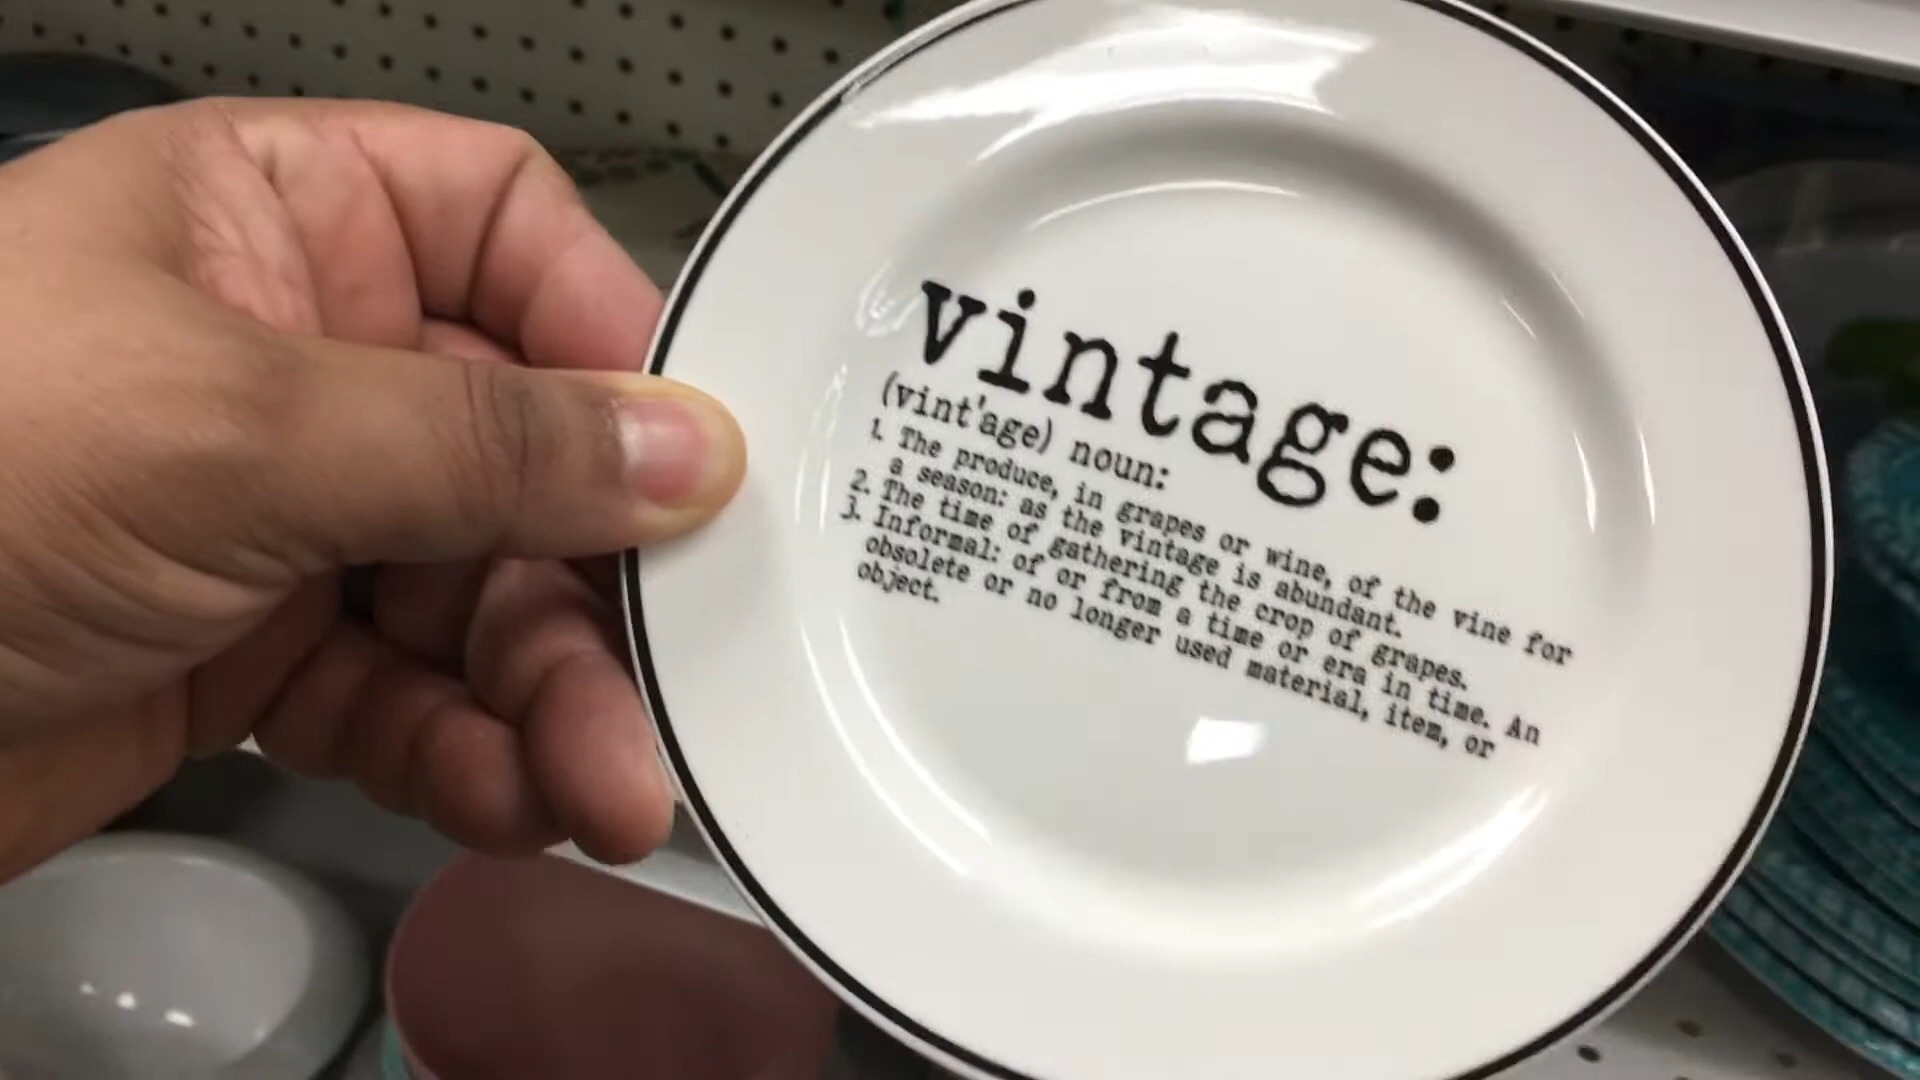 vintage:
(vint'age) noun:
1. The produce, in grapes or wine, of the vine for
a season: as the vintage is abundant.
2. The time of gathering the crop of grapes.
3. Informal: of or from a time or era in time. An
obsolete or no longer used material, item, or
object.